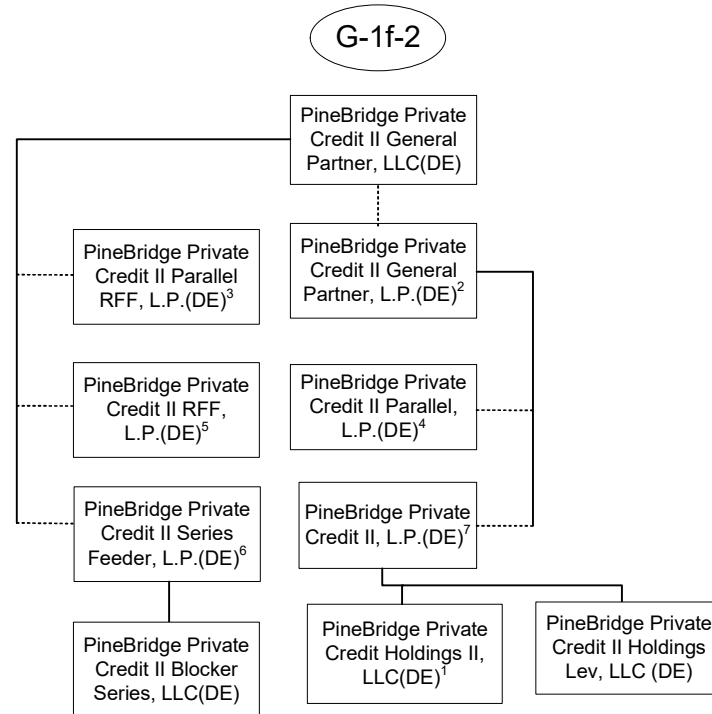 G-1f-2
PineBridge Private
Credit II General
Partner, LLC(DE)
PineBridge Private
Credit II Parallel
RFF, L.P.(DE)3
PineBridge Private
Credit II General
Partner, L.P.(DE)2
PineBridge Private
Credit II RFF,
L.P.(DE)5
PineBridge Private
Credit II Parallel,
L.P.(DE)4
PineBridge Private
Credit II Series
Feeder, L.P.(DE)6
PineBridge Private
Credit II, L.P.(DE)7
PineBridge Private
Credit II Blocker
Series, LLC(DE)
PineBridge Private
Credit Holdings II,
LLC(DE)1
PineBridge Private
Credit II Holdings
Lev, LLC (DE)